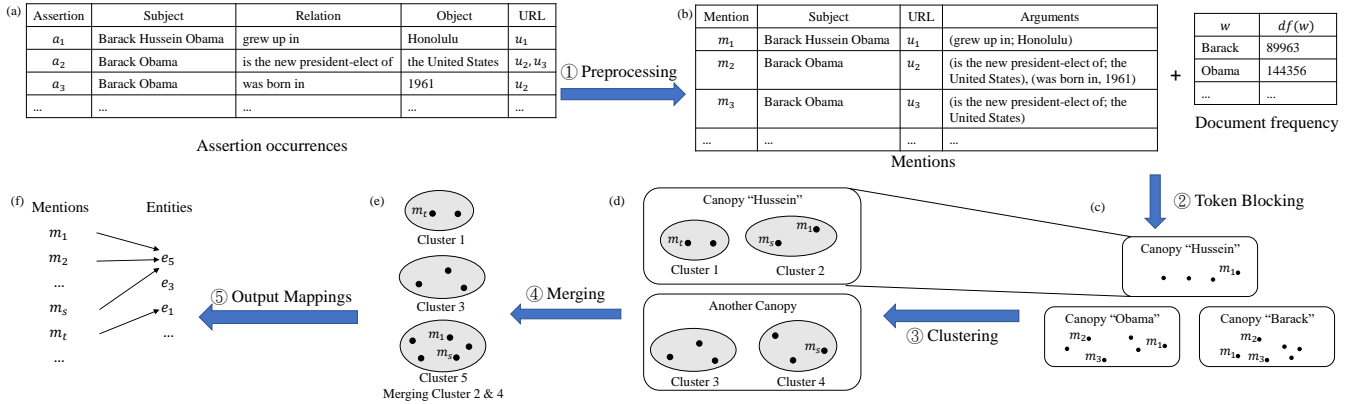 (a)
Assertion Subject Relation Object URL
a₁ Barack Hussein Obama grew up in Honolulu u₁
a₂ Barack Obama is the new president-elect of the United States u₂, u₃
a₃ Barack Obama was born in 1961 u₂
... ... ... ... ...
Assertion occurrences
① Preprocessing
(b)
Mention Subject URL Arguments
m₁ Barack Hussein Obama u₁ (grew up in; Honolulu)
m₂ Barack Obama u₂ (is the new president-elect of; the
United States), (was born in, 1961)
m₃ Barack Obama u₃ (is the new president-elect of; the
United States)
... ... ... ...
Mentions
+
w df(w)
Barack 89963
Obama 144356
... ...
Document frequency
② Token Blocking
(c)
Canopy “Hussein”
m₁
Canopy “Obama”
m₂
m₁
m₃
Canopy “Barack”
m₂
m₁
m₃
③ Clustering
(d)
Canopy “Hussein”
m₁
mₜ
mₛ
Cluster 1 Cluster 2
Another Canopy
mₛ
Cluster 3 Cluster 4
④ Merging
(e)
mₜ
Cluster 1
Cluster 3
m₁
mₛ
Cluster 5
Merging Cluster 2 & 4
⑤ Output Mappings
(f)
Mentions Entities
m₁
m₂ e₅
... e₃
mₛ e₁
mₜ ...
...